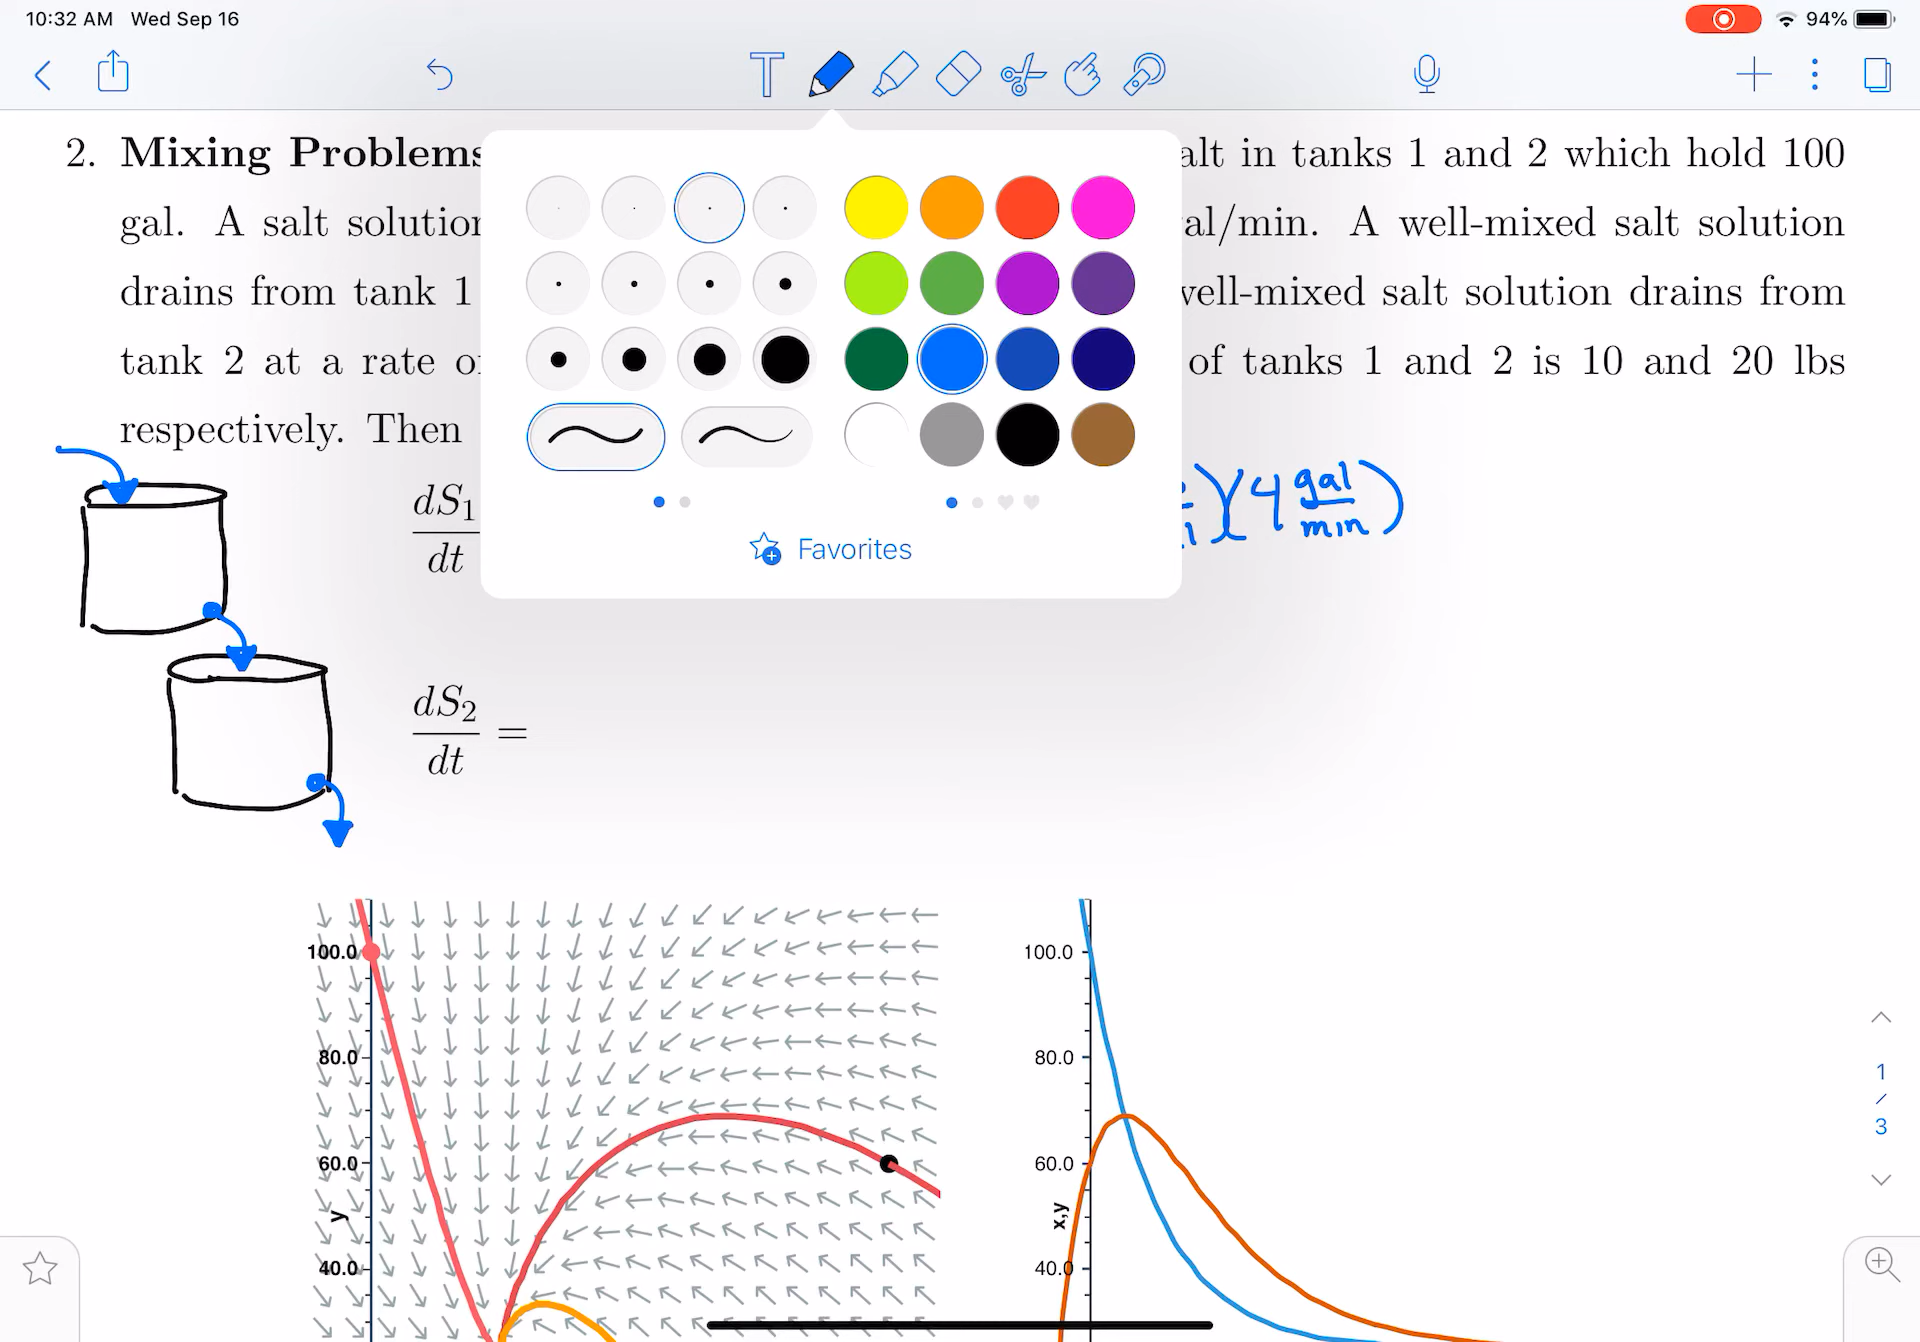 10:32 AM Wed Sep 16
94%
2. Mixing Problems alt in tanks 1 and 2 which hold 100
gal. A salt solution al/min. A well-mixed salt solution
drains from tank 1 well-mixed salt solution drains from
tank 2 at a rate of of tanks 1 and 2 is 10 and 20 lbs
respectively. Then
dS₁/dt
)(4 gal/min)
Favorites
dS₂/dt =
100.0
80.0
60.0
y
40.0
100.0
80.0
60.0
x,y
40.0
1
/
3